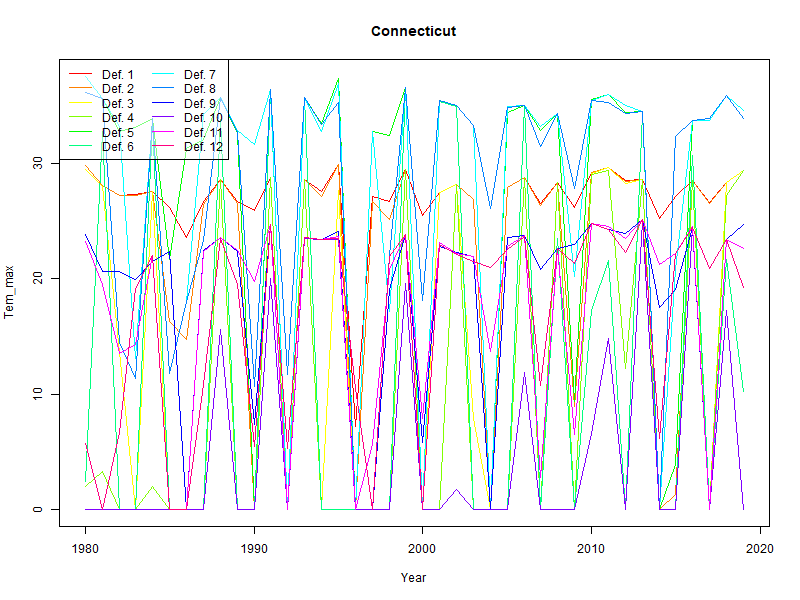 Connecticut
Def. 1 Def. 7
Def. 2 Def. 8
Def. 3 Def. 9
Def. 4 Def. 10
Def. 5 Def. 11
Def. 6 Def. 12
Tem_max
30
20
10
0
1980 1990 2000 2010 2020
Year